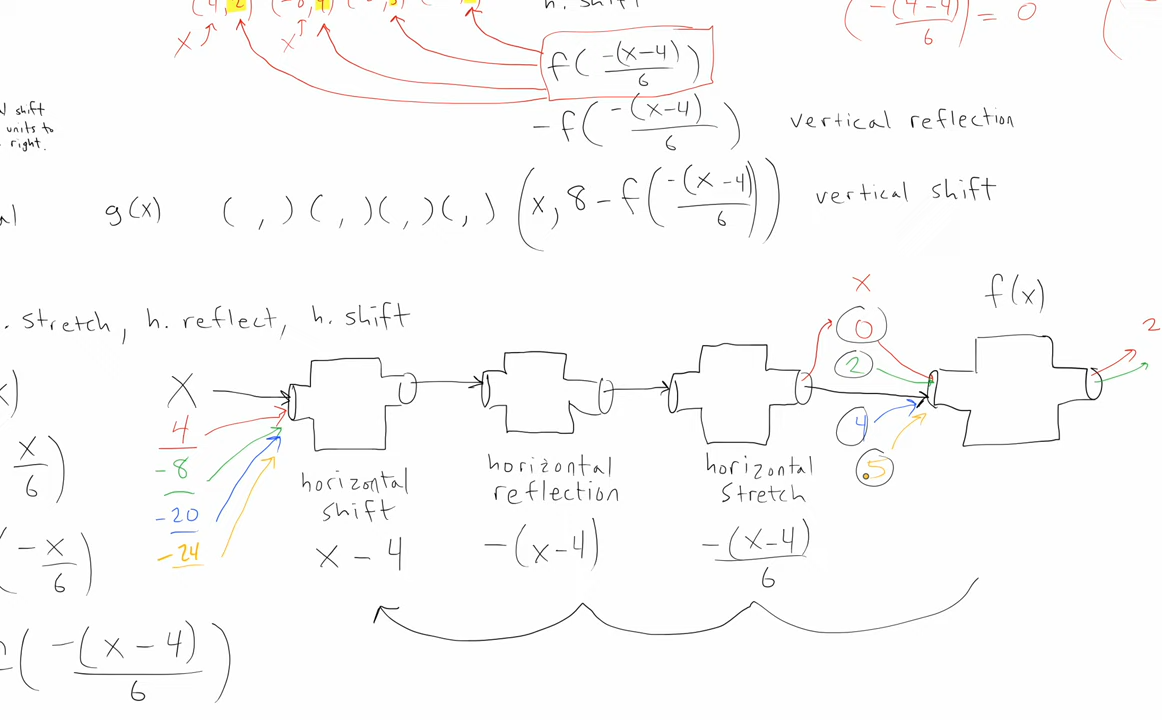 h. shift
(-(4-4)/6) = 0
x x
f(-(x-4)/6)
shift
units to
right.
-f(-(x-4)/6) vertical reflection
g(x) ( , ) ( , ) ( , ) ( , ) (x, 8 - f(-(x-4)/6)) vertical shift
. stretch, h. reflect, h. shift
x f(x)
0 2
2
x
4 4
-8 5
-20
-24
x/6)
horizontal shift
horizontal reflection
horizontal stretch
x - 4 -(x-4) -(x-4)/6
(-x/6)
(-(x-4)/6)